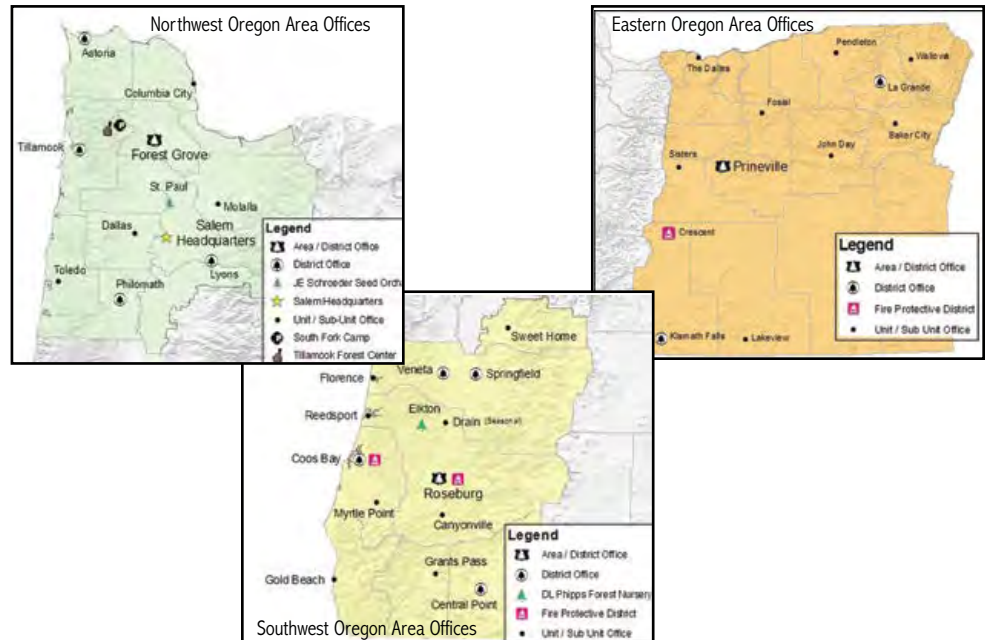 Northwest Oregon Area Offices
Astoria
Columbia City
Tillamook
Forest Grove
St. Paul
Molalla
Dallas
Salem
Headquarters
Toledo
Philomath
Lyons
Legend
Area / District Office
District Office
JE Schroeder Seed Orch
Salem Headquarters
Unit / Sub-Unit Office
South Fork Camp
Tillamook Forest Center
Eastern Oregon Area Offices
Pendleton
The Dalles
Wallowa
La Grande
Fossil
Baker City
Sisters
Prineville
John Day
Crescent
Klamath Falls
Lakeview
Legend
Area / District Office
District Office
Fire Protective District
Unit / Sub Unit Office
Sweet Home
Florence
Veneta
Springfield
Reedsport
Elkton
Drain (Seasonal)
Coos Bay
Roseburg
Myrtle Point
Canyonville
Grants Pass
Gold Beach
Central Point
Legend
Area / District Office
District Office
DL Phipps Forest Nursery
Fire Protective District
Unit / Sub Unit Office
Southwest Oregon Area Offices